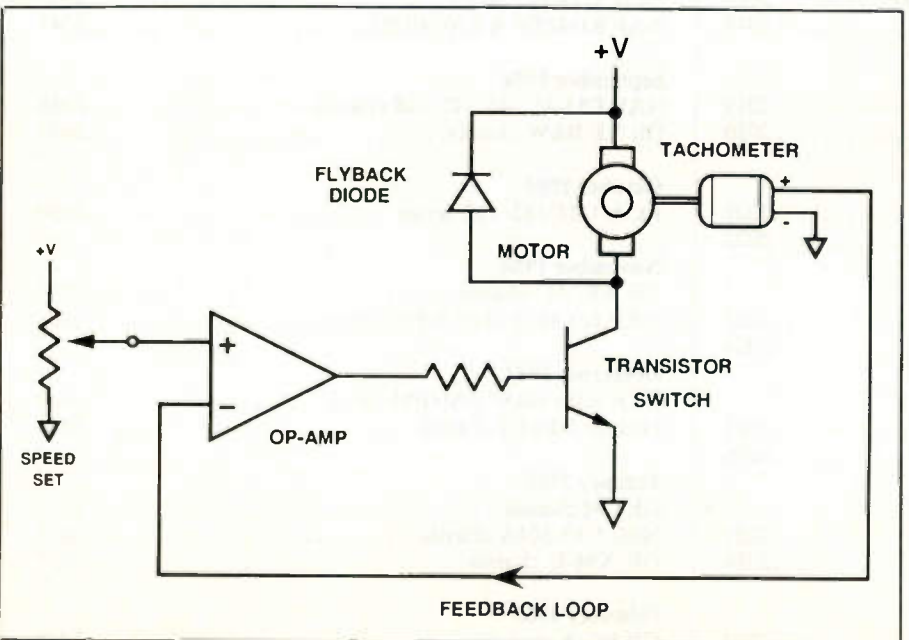 +V
TACHOMETER
FLYBACK
DIODE
+
-
MOTOR
+V
+
-
OP-AMP
TRANSISTOR
SWITCH
SPEED
SET
FEEDBACK LOOP